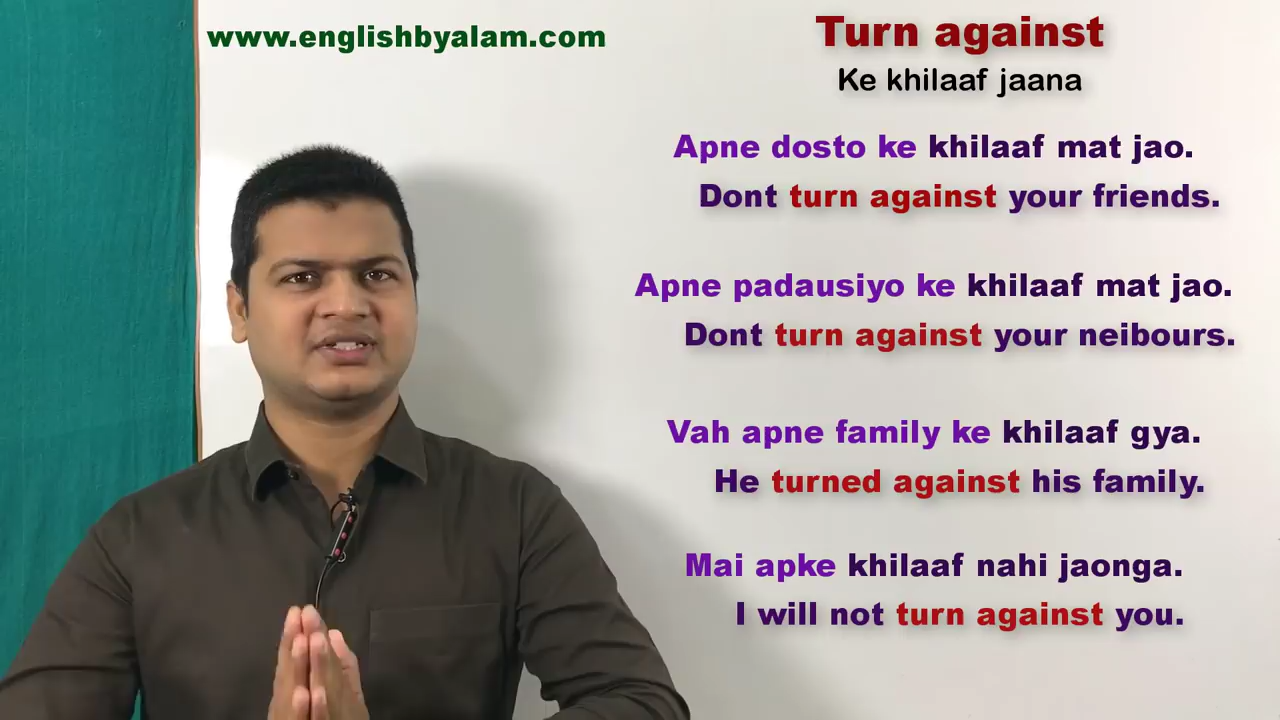 www.englishbyalam.com
Turn against
Ke khilaaf jaana
Apne dosto ke khilaaf mat jao.
Dont turn against your friends.
Apne padausiyo ke khilaaf mat jao.
Dont turn against your neibours.
Vah apne family ke khilaaf gya.
He turned against his family.
Mai apke khilaaf nahi jaonga.
I will not turn against you.